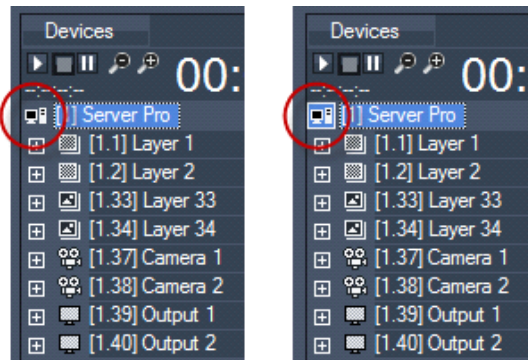 Devices
00:
--:--:--:--
[1] Server Pro
[1.1] Layer 1
[1.2] Layer 2
[1.33] Layer 33
[1.34] Layer 34
[1.37] Camera 1
[1.38] Camera 2
[1.39] Output 1
[1.40] Output 2
Devices
00:
--:--:--:--
[1] Server Pro
[1.1] Layer 1
[1.2] Layer 2
[1.33] Layer 33
[1.34] Layer 34
[1.37] Camera 1
[1.38] Camera 2
[1.39] Output 1
[1.40] Output 2